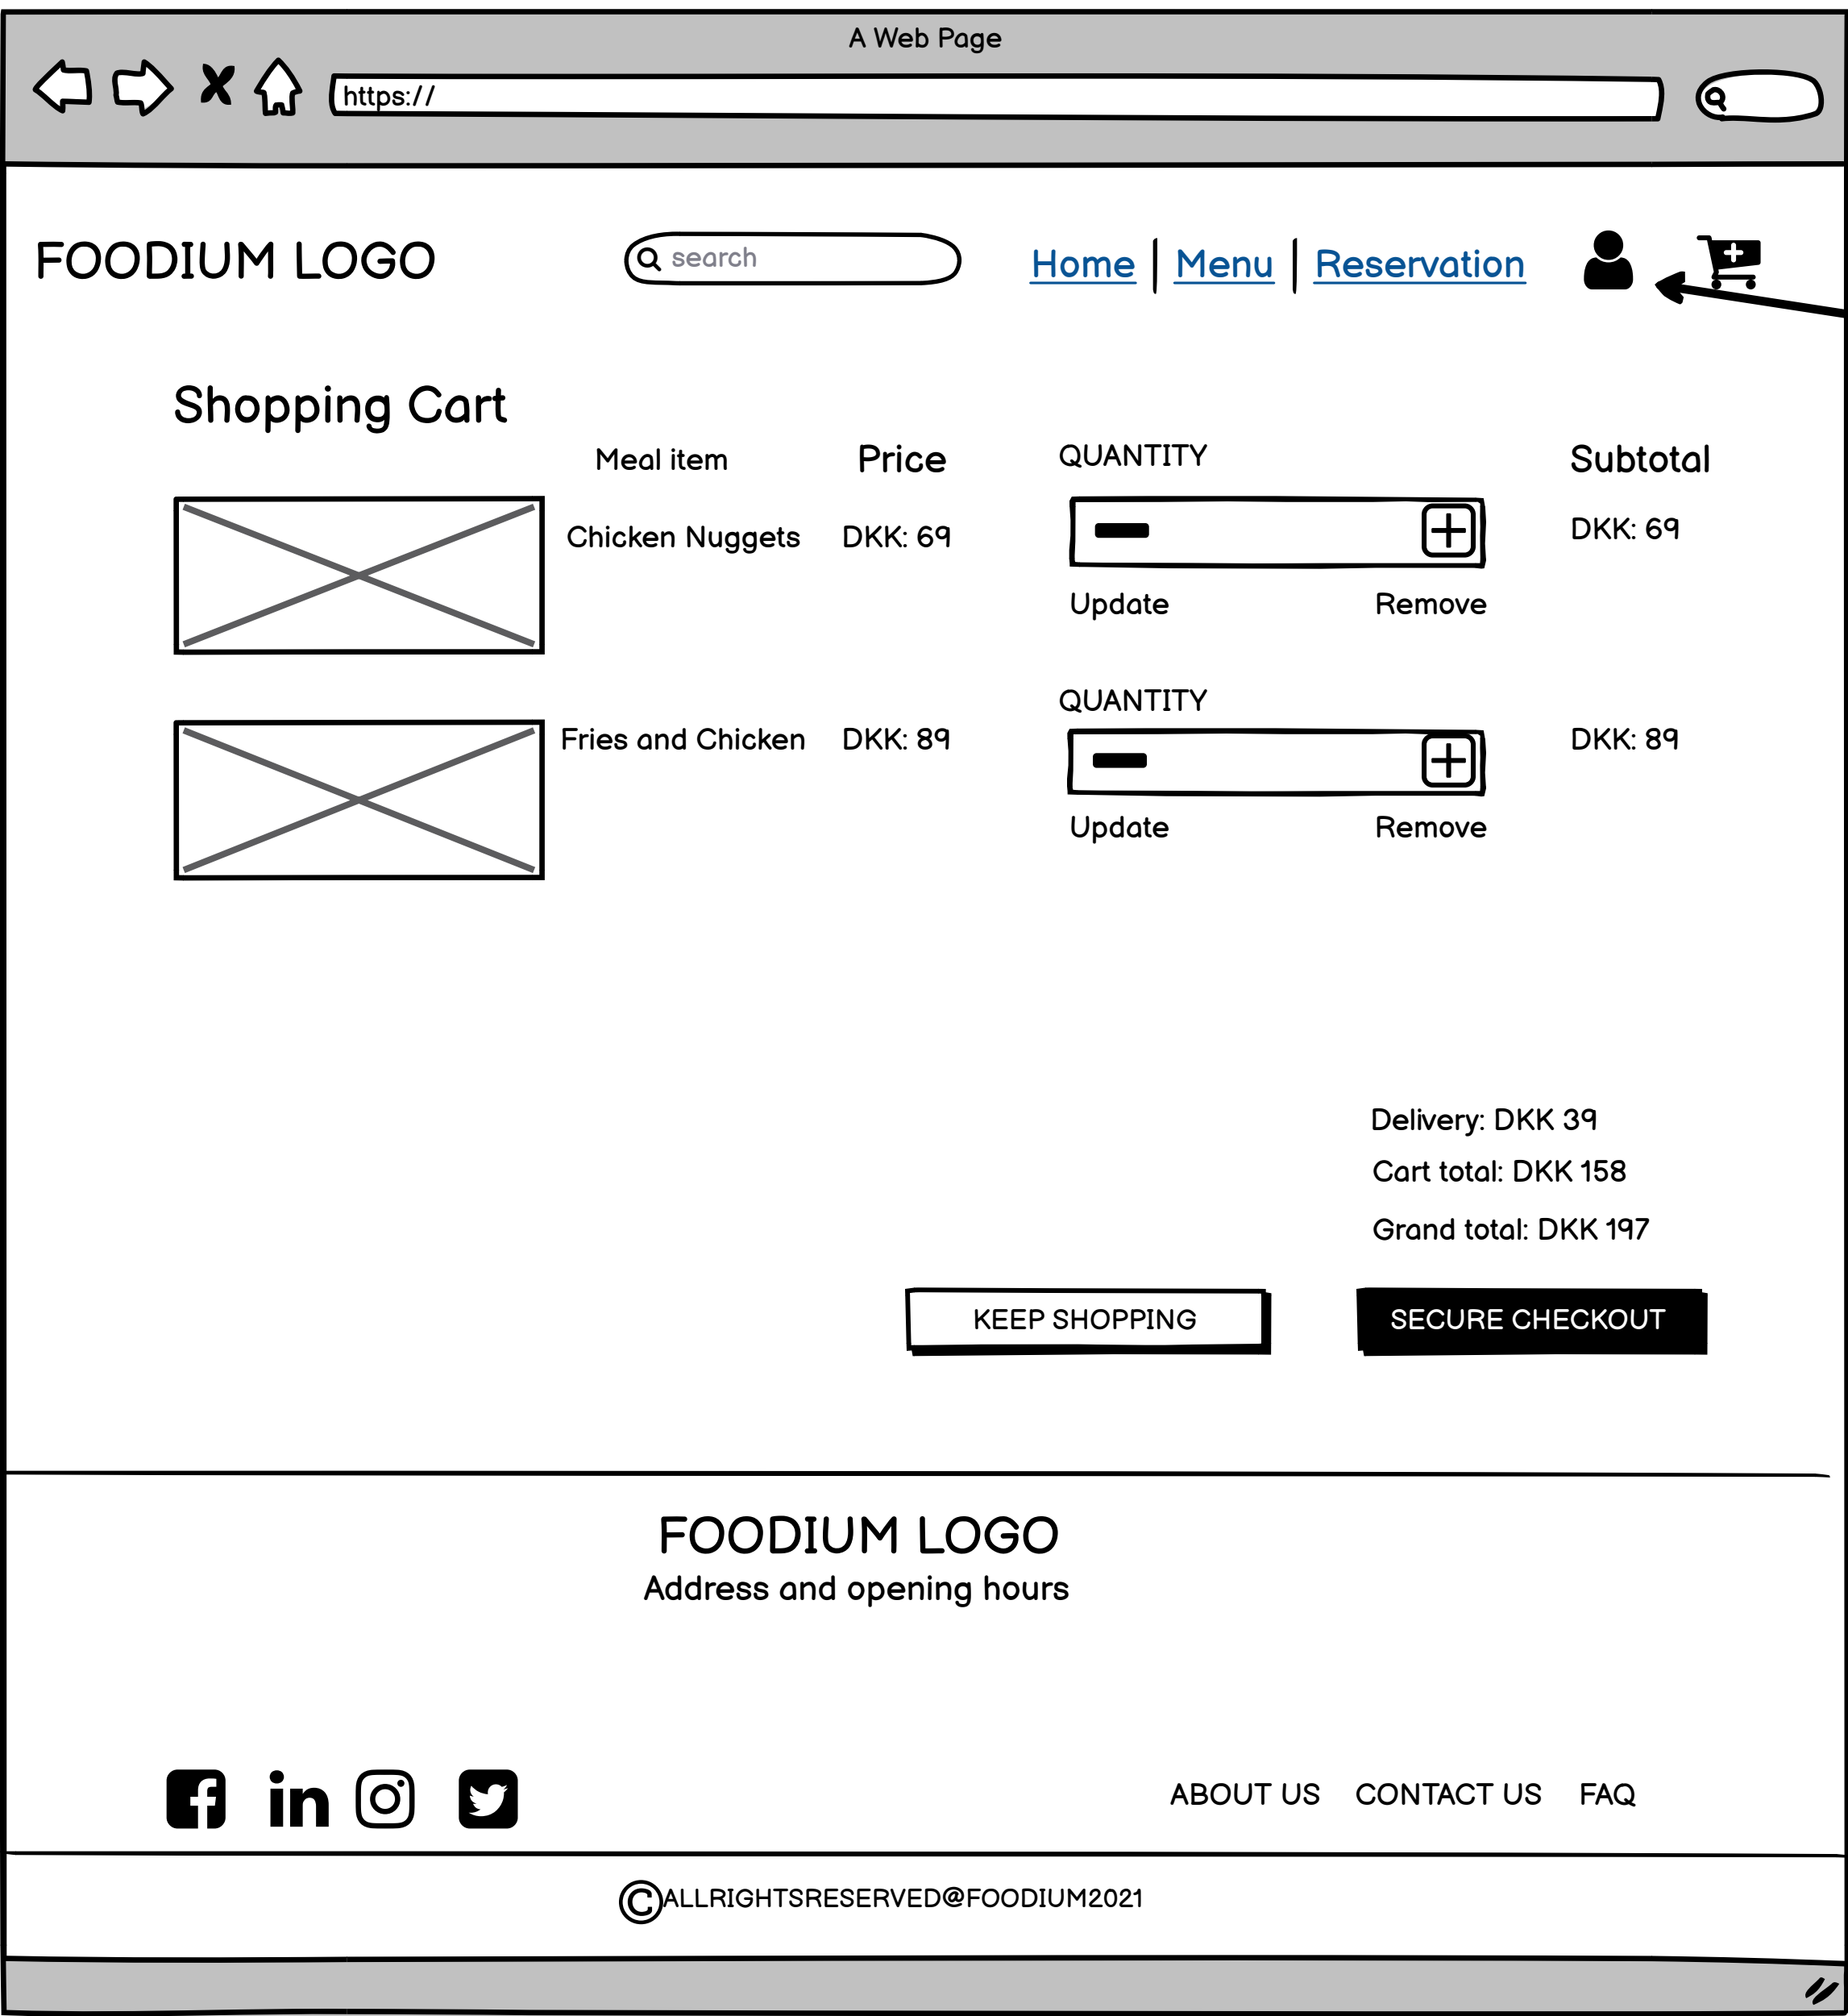 A Web Page
https://
FOODIUM LOGO
search
Home
Menu
Reservation
Shopping Cart
Meal item
Price
QUANTITY
Subtotal
Chicken Nuggets
DKK: 69
DKK: 69
Update
Remove
QUANTITY
Fries and Chicken
DKK: 89
DKK: 89
Update
Remove
Delivery: DKK 39
Cart total: DKK 158
Grand total: DKK 197
KEEP SHOPPING
SECURE CHECKOUT
FOODIUM LOGO
Address and opening hours
ABOUT US
CONTACT US
FAQ
©ALLRIGHTSRESERVED@FOODIUM2021